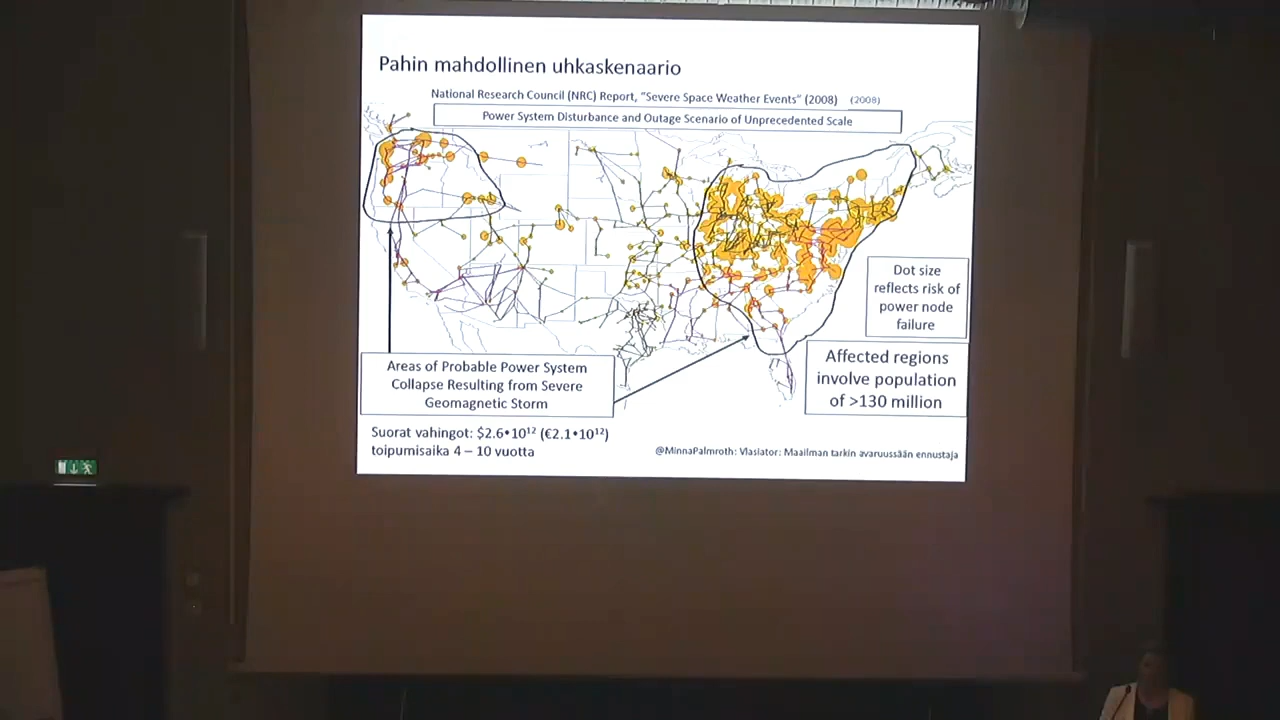 Pahin mahdollinen uhkaskenaario
National Research Council (NRC) Report, "Severe Space Weather Events" (2008) (2008)
Power System Disturbance and Outage Scenario of Unprecedented Scale
Dot size
reflects risk of
power node
failure
Areas of Probable Power System
Collapse Resulting from Severe
Geomagnetic Storm
Affected regions
involve population
of >130 million
Suorat vahingot: $2.6•10¹² (€2.1•10¹²)
toipumisaika 4 – 10 vuotta
@MinnaPalmroth: Vlasiator: Maailman tarkin avaruussään ennustaja